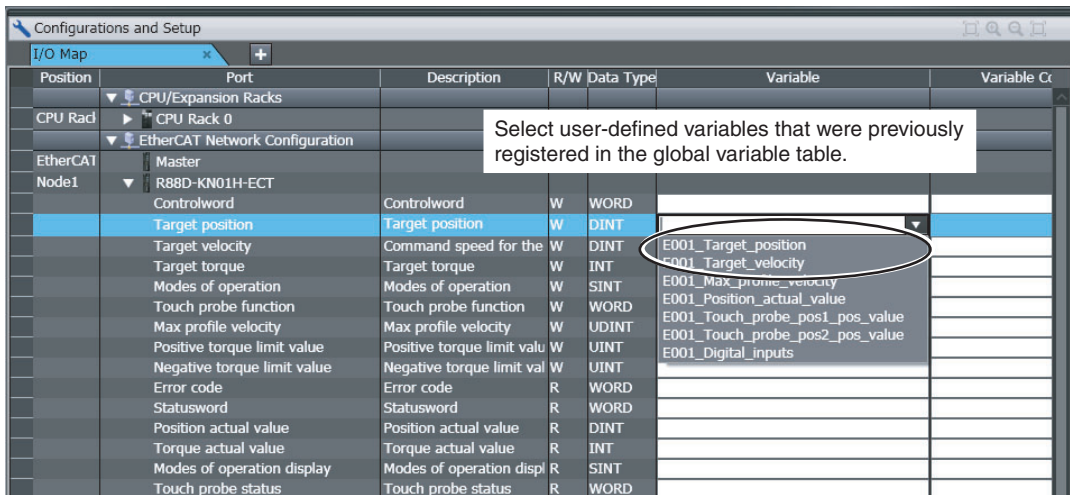 Configurations and Setup
I/O Map × +
Position Port Description R/W Data Type Variable Variable Co
▼ CPU/Expansion Racks
CPU Rack ▶ CPU Rack 0
▼ EtherCAT Network Configuration
EtherCAT Master
Node1 ▼ R88D-KN01H-ECT
Select user-defined variables that were previously
registered in the global variable table.
Controlword Controlword W WORD
Target position Target position W DINT
Target velocity Command speed for the W DINT E001_Target_position
Target torque Target torque W INT E001_Target_velocity
Modes of operation Modes of operation W SINT E001_Max_profile_velocity
Touch probe function Touch probe function W WORD E001_Position_actual_value
Max profile velocity Max profile velocity W UDINT E001_Touch_probe_pos1_pos_value
Positive torque limit value Positive torque limit valu W UINT E001_Touch_probe_pos2_pos_value
Negative torque limit value Negative torque limit val W UINT E001_Digital_inputs
Error code Error code R WORD
Statusword Statusword R WORD
Position actual value Position actual value R DINT
Torque actual value Torque actual value R INT
Modes of operation display Modes of operation displ R SINT
Touch probe status Touch probe status R WORD